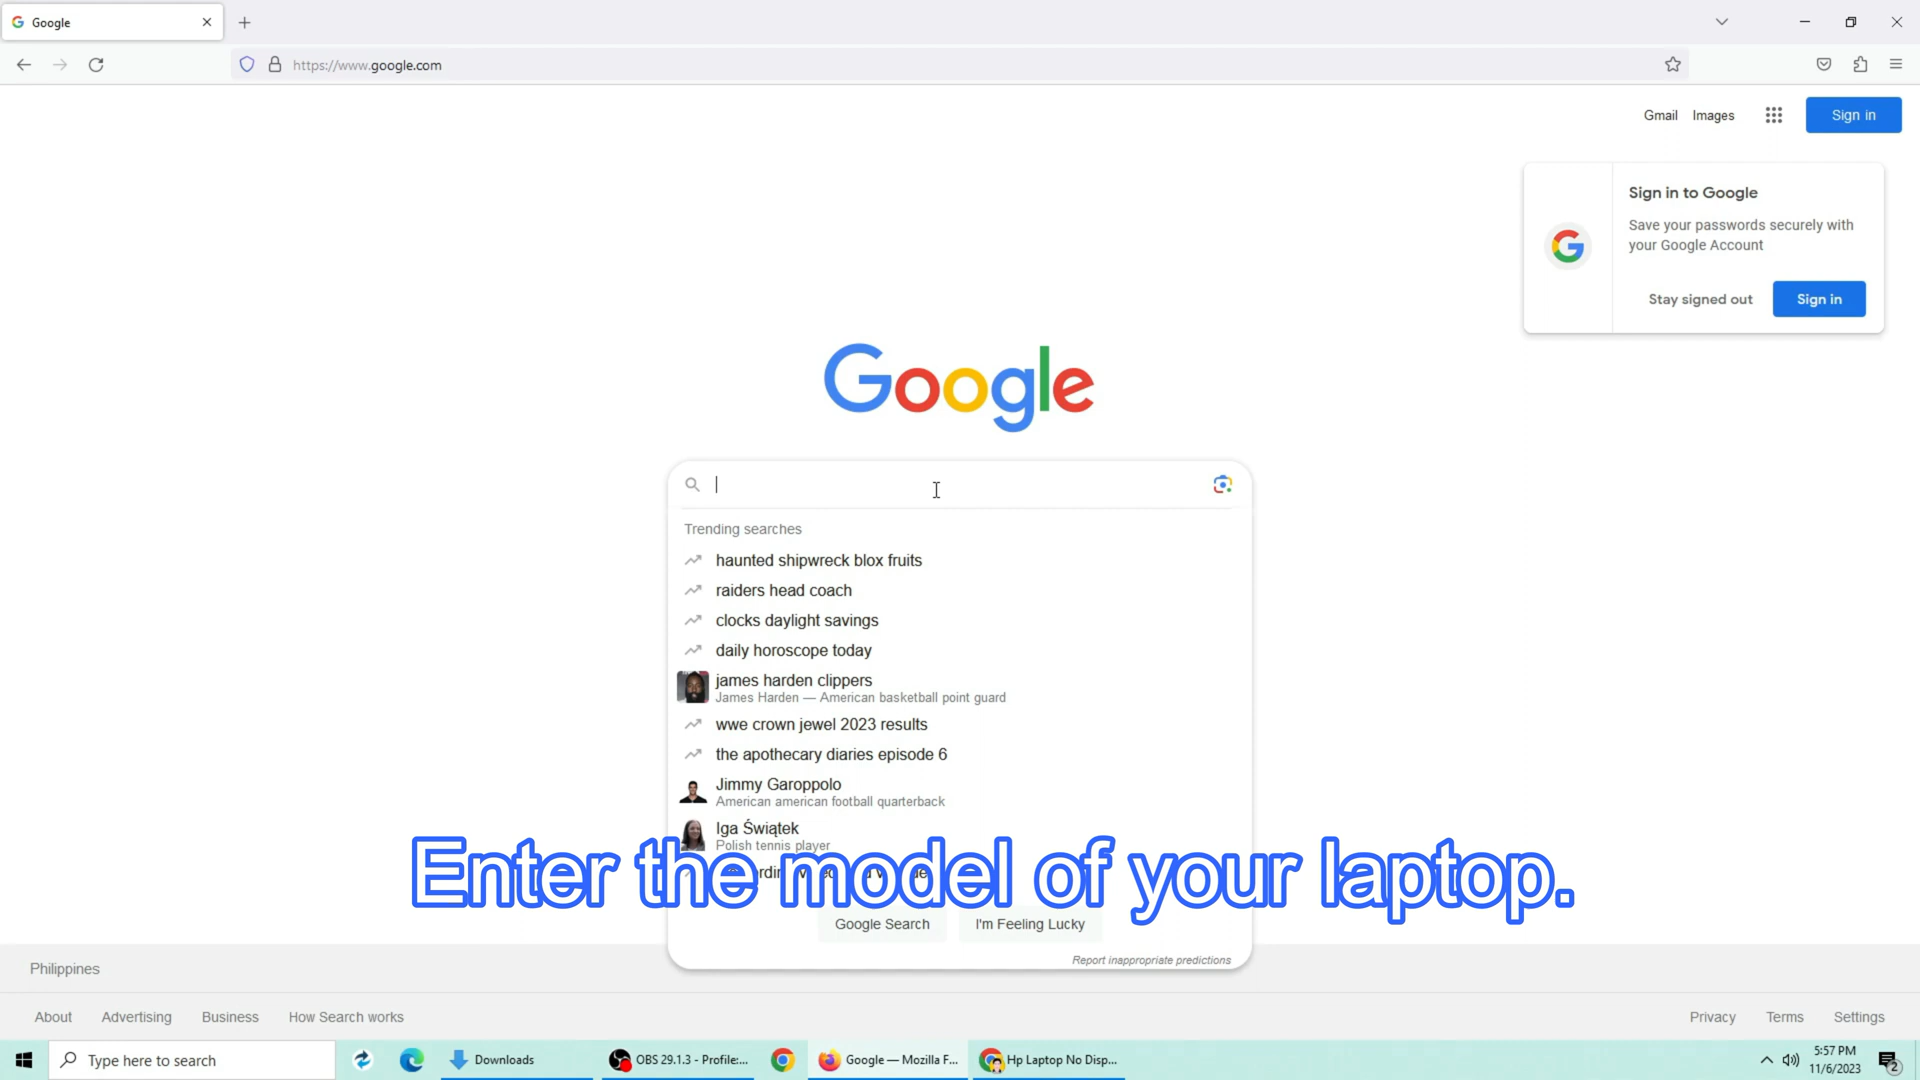 Google
https://www.google.com
Gmail Images Sign in
Sign in to Google
Save your passwords securely with
your Google Account
Stay signed out Sign in
Google
Trending searches
haunted shipwreck blox fruits
raiders head coach
clocks daylight savings
daily horoscope today
james harden clippers
James Harden — American basketball point guard
wwe crown jewel 2023 results
the apothecary diaries episode 6
Jimmy Garoppolo
American american football quarterback
Iga Świątek
Polish tennis player
Enter the model of your laptop.
Google Search I'm Feeling Lucky
Report inappropriate predictions
Philippines
About Advertising Business How Search works Privacy Terms Settings
Type here to search Downloads OBS 29.1.3 - Profile:... Google — Mozilla F... Hp Laptop No Disp... 5:57 PM
11/6/2023 2